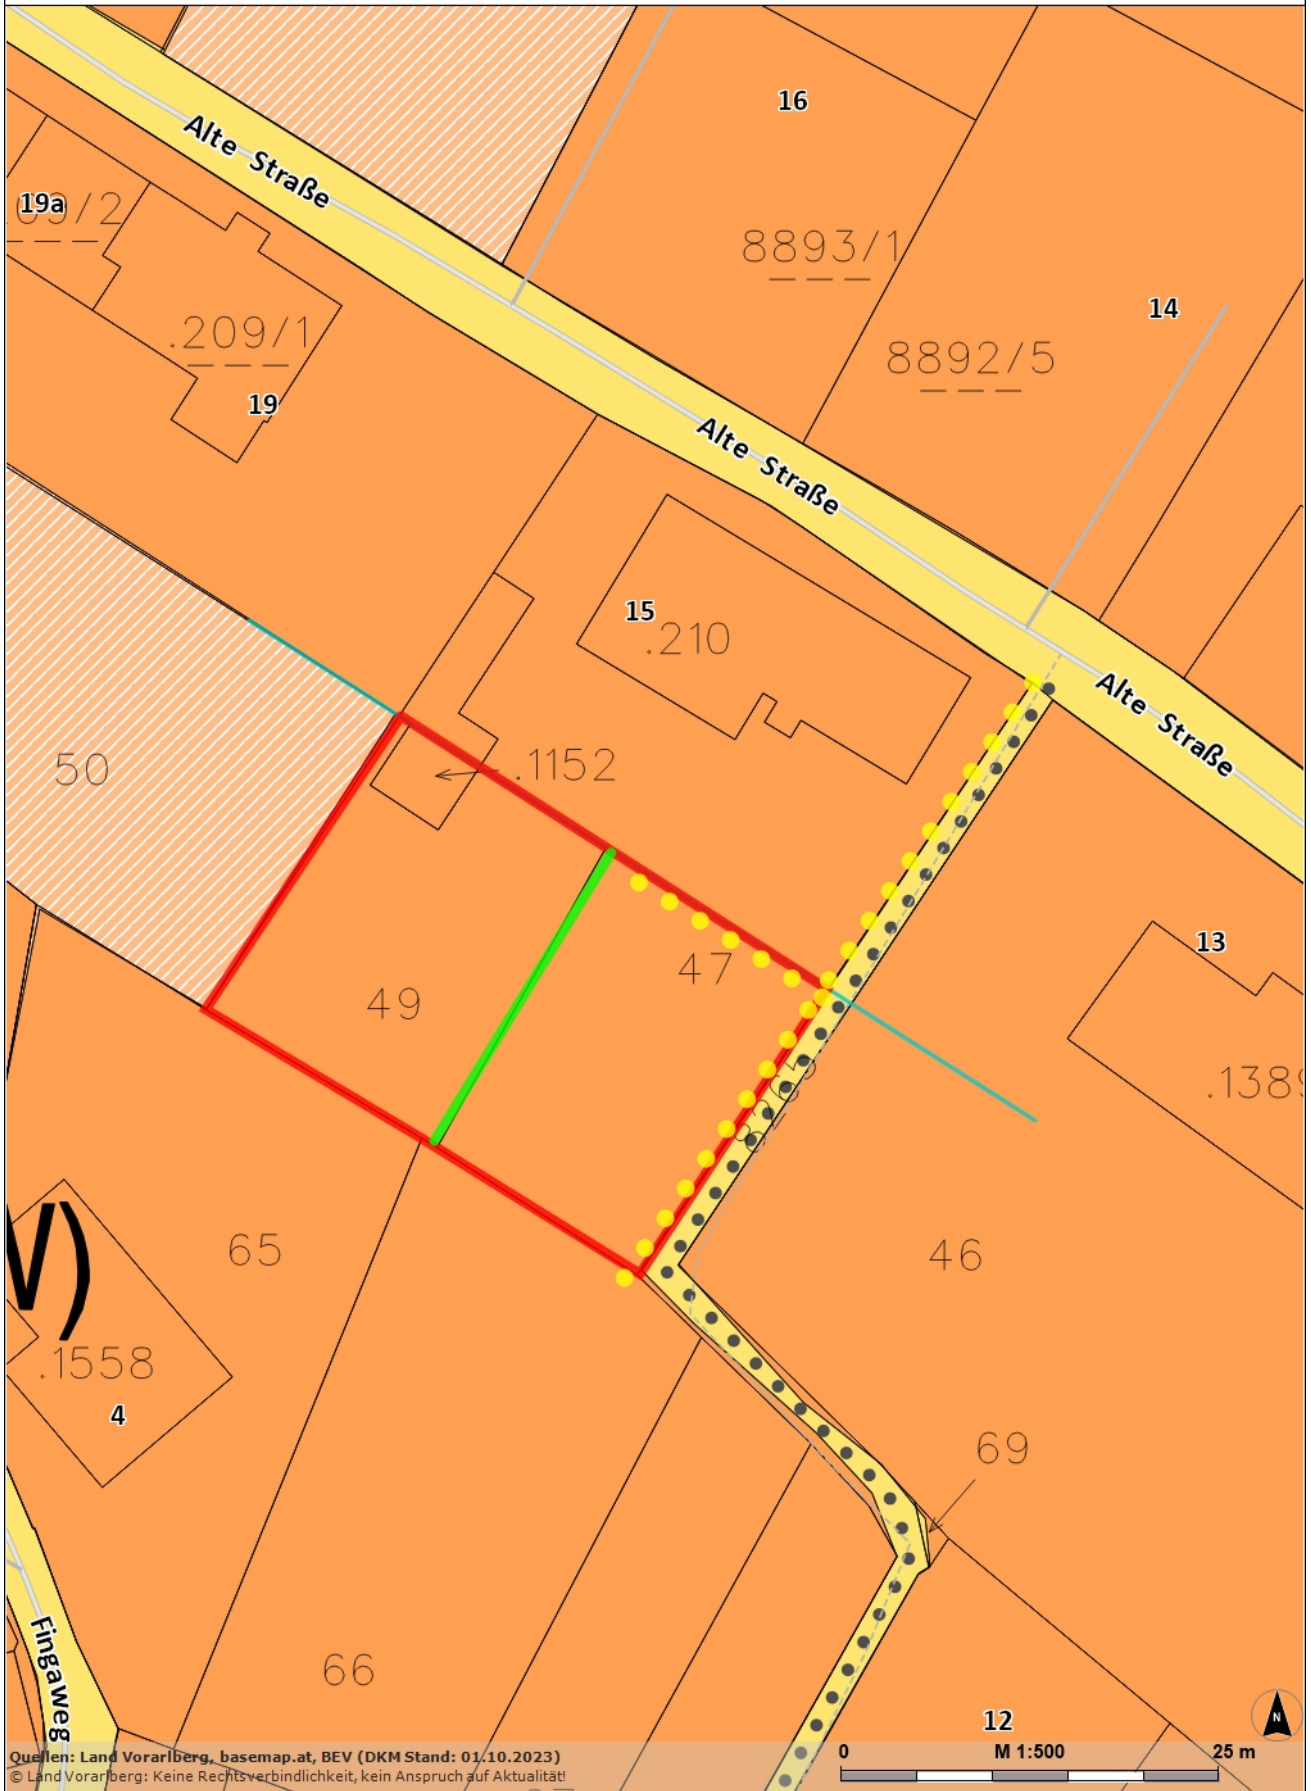 Alte Straße
16
19a
8893/1
14
.209/1
8892/5
19
Alte Straße
15
.210
Alte Straße
50
.1152
13
47
49
.1389
65
46
.1558
4
69
66
Fingaweg
12
N
Quellen: Land Vorarlberg, basemap.at, BEV (DKM Stand: 01.10.2023)
© Land Vorarlberg: Keine Rechtsverbindlichkeit, kein Anspruch auf Aktualität!
0 M 1:500 25 m